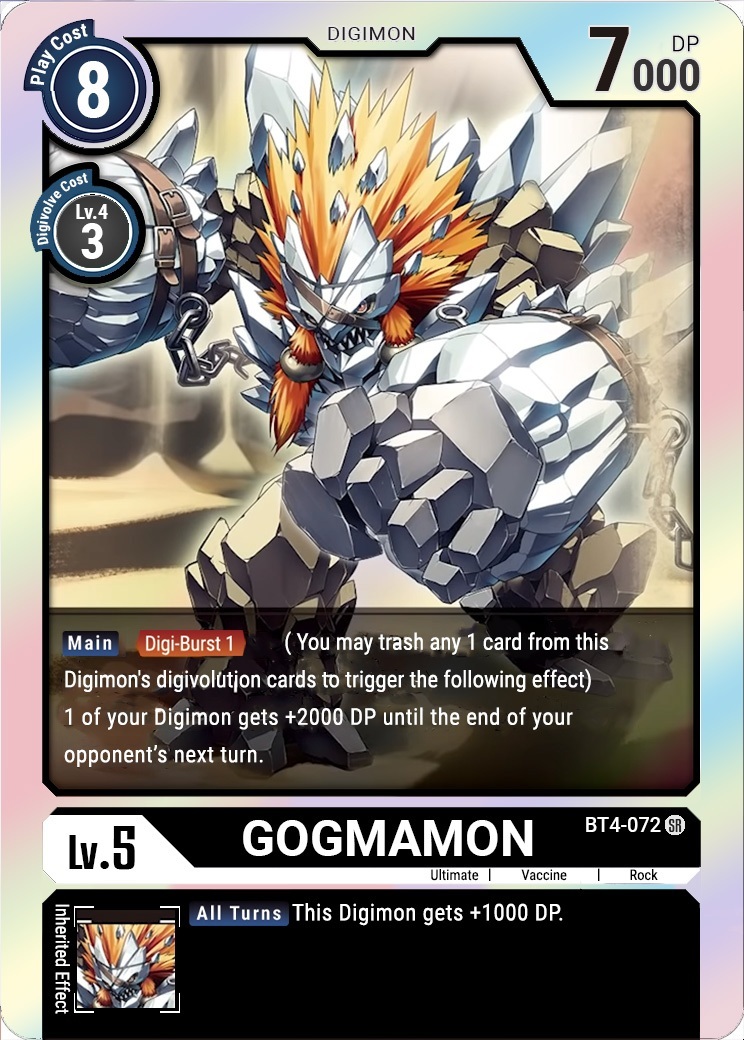 DIGIMON
Play Cost
8
DP
7000
Digivolve Cost
Lv.4
3
Main Digi-Burst 1 (You may trash any 1 card from this
Digimon's digivolution cards to trigger the following effect)
1 of your Digimon gets +2000 DP until the end of your
opponent's next turn.
Lv.5
GOGMAMON
BT4-072 SR
Ultimate | Vaccine | Rock
Inherited Effect
All Turns This Digimon gets +1000 DP.